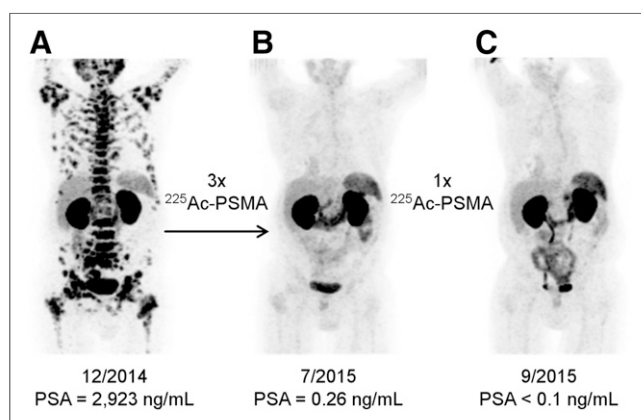 A
B
C
3x
²²⁵Ac-PSMA
1x
²²⁵Ac-PSMA
12/2014
PSA = 2,923 ng/mL
7/2015
PSA = 0.26 ng/mL
9/2015
PSA < 0.1 ng/mL